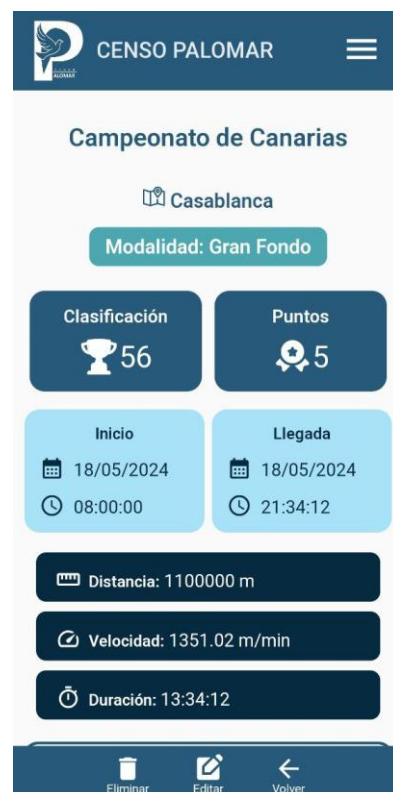 CENSO PALOMAR
Campeonato de Canarias
Casablanca
Modalidad: Gran Fondo
Clasificación
56
Puntos
5
Inicio
18/05/2024
08:00:00
Llegada
18/05/2024
21:34:12
Distancia: 1100000 m
Velocidad: 1351.02 m/min
Duración: 13:34:12
Eliminar
Editar
Volver